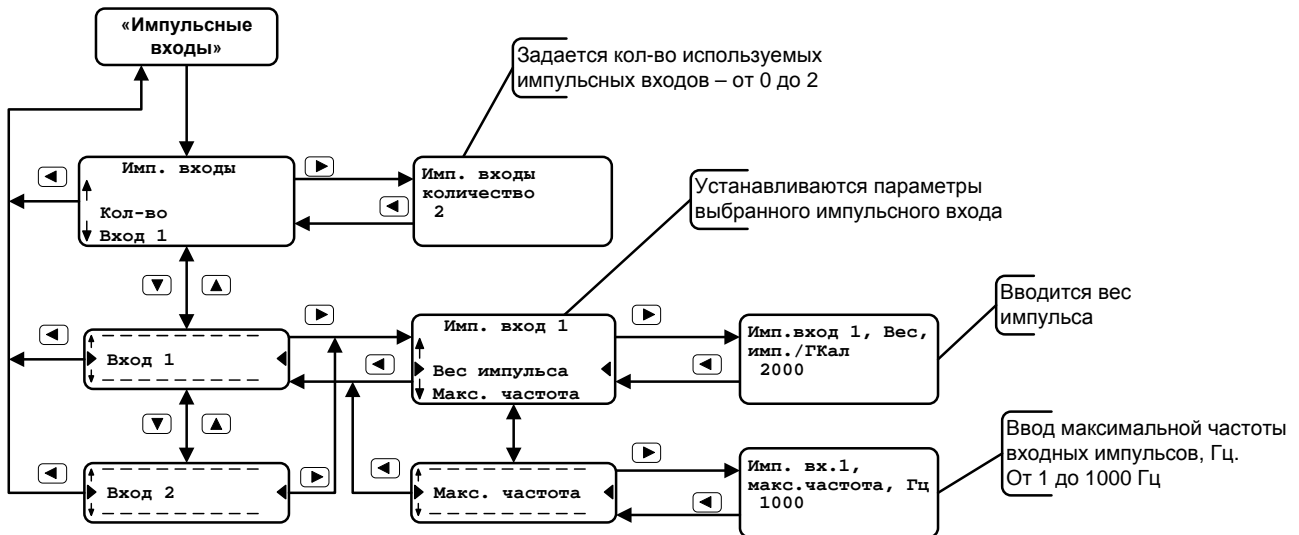 «Импульсные
входы»
Задается кол-во используемых
импульсных входов – от 0 до 2
Имп. входы
Кол-во
Вход 1
Имп. входы
количество
2
Устанавливаются параметры
выбранного импульсного входа
Вход 1
Имп. вход 1
Вес импульса
Макс. частота
Имп.вход 1, Вес,
имп./ГКал
2000
Вводится вес
импульса
Вход 2
Макс. частота
Имп. вх.1,
макс.частота, Гц
1000
Ввод максимальной частоты
входных импульсов, Гц.
От 1 до 1000 Гц